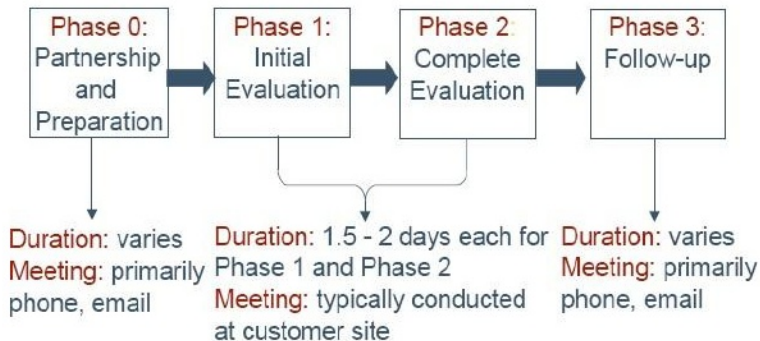 Phase 0:
Partnership
and
Preparation
Phase 1:
Initial
Evaluation
Phase 2:
Complete
Evaluation
Phase 3:
Follow-up
Duration: varies
Meeting: primarily
phone, email
Duration: 1.5 - 2 days each for
Phase 1 and Phase 2
Meeting: typically conducted
at customer site
Duration: varies
Meeting: primarily
phone, email